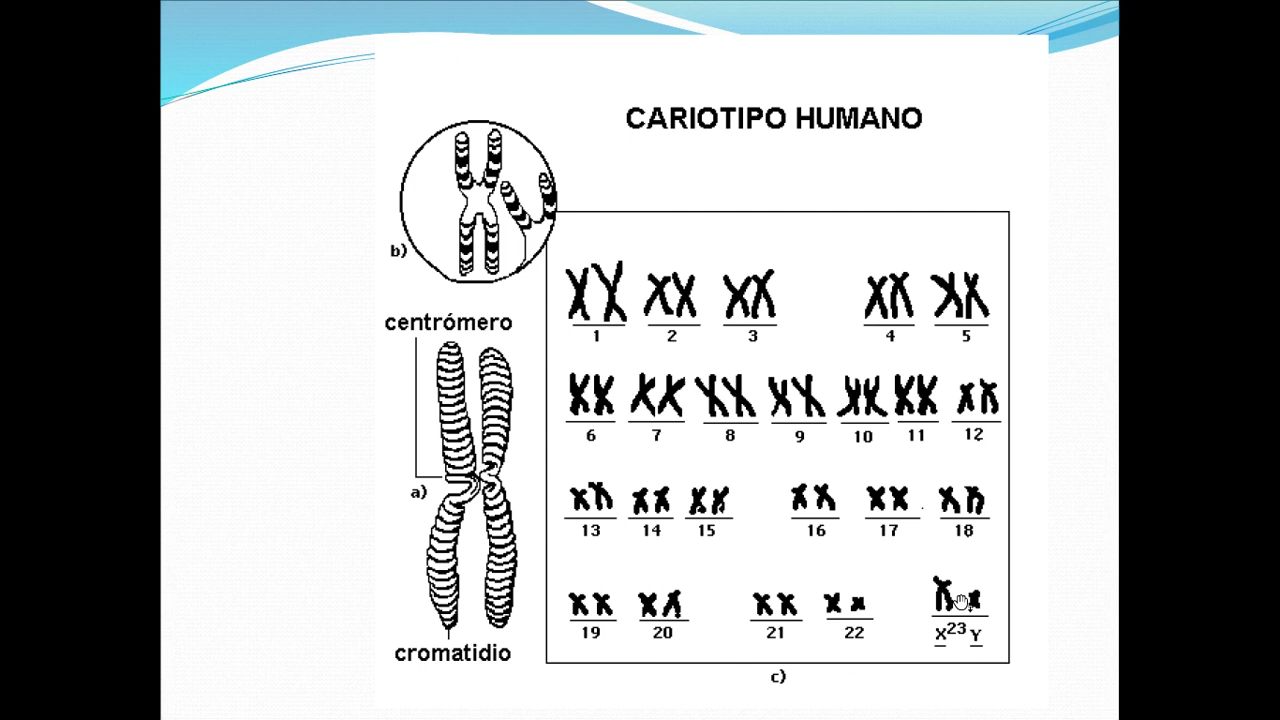 CARIOTIPO HUMANO
b)
centrómero
a)
cromatidio
1 2 3 4 5
6 7 8 9 10 11 12
13 14 15 16 17 18
19 20 21 22 X 23 Y
c)